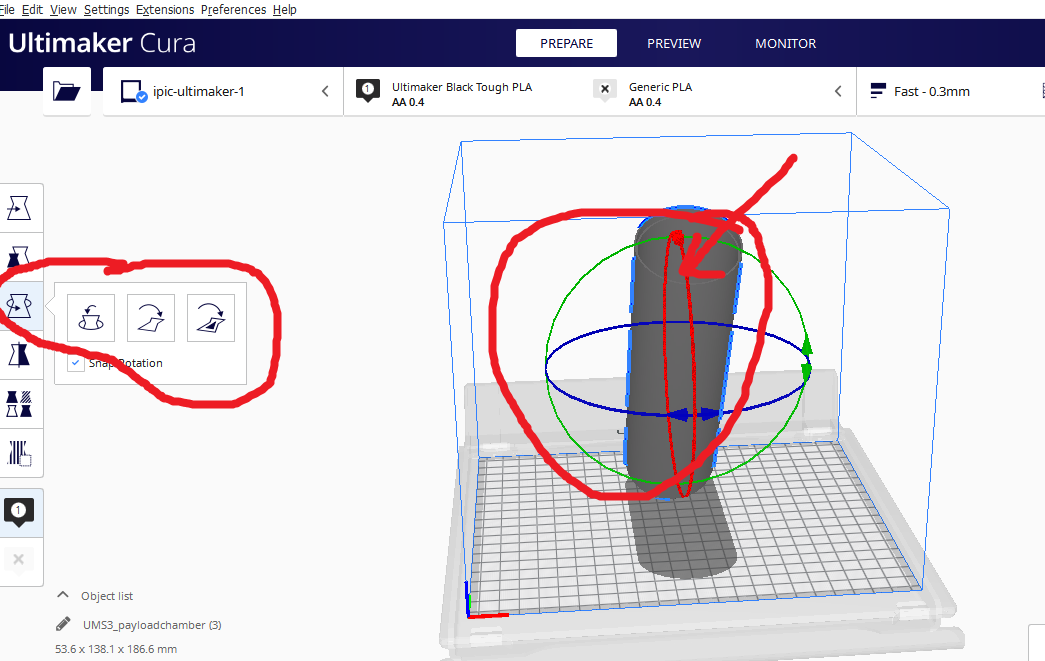 File Edit View Settings Extensions Preferences Help
Ultimaker Cura
PREPARE
PREVIEW
MONITOR
ipic-ultimaker-1
1
Ultimaker Black Tough PLA
AA 0.4
Generic PLA
AA 0.4
Fast - 0.3mm
Snap Rotation
1
Object list
UMS3_payloadchamber (3)
53.6 x 138.1 x 186.6 mm